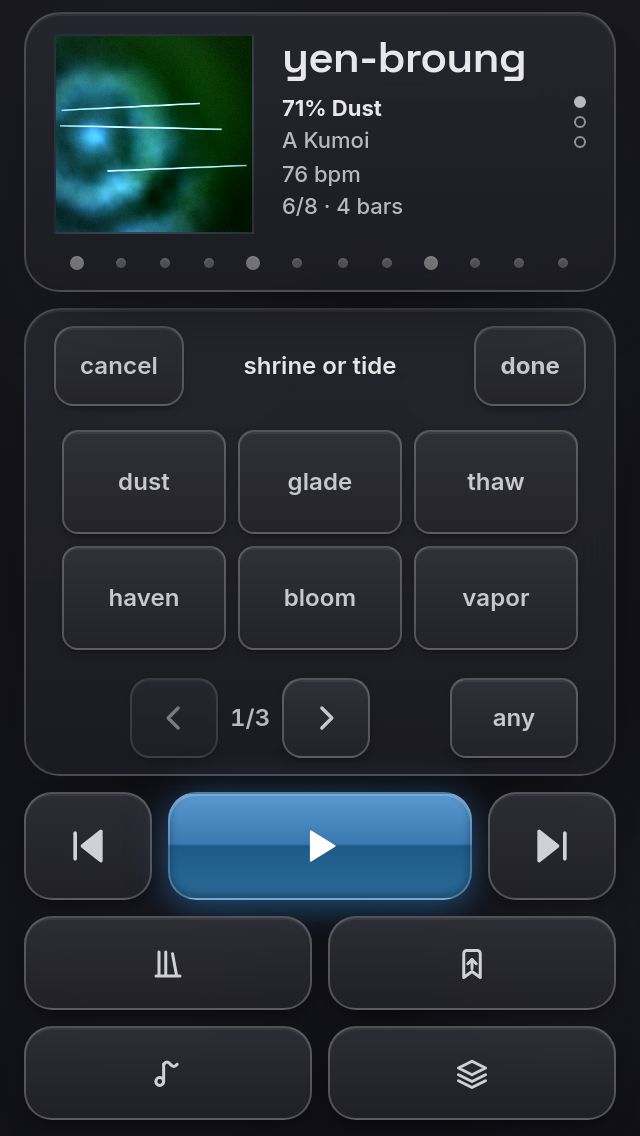 yen-broung
71% Dust
A Kumoi
76 bpm
6/8 · 4 bars
cancel
shrine or tide
done
dust
glade
thaw
haven
bloom
vapor
1/3
any